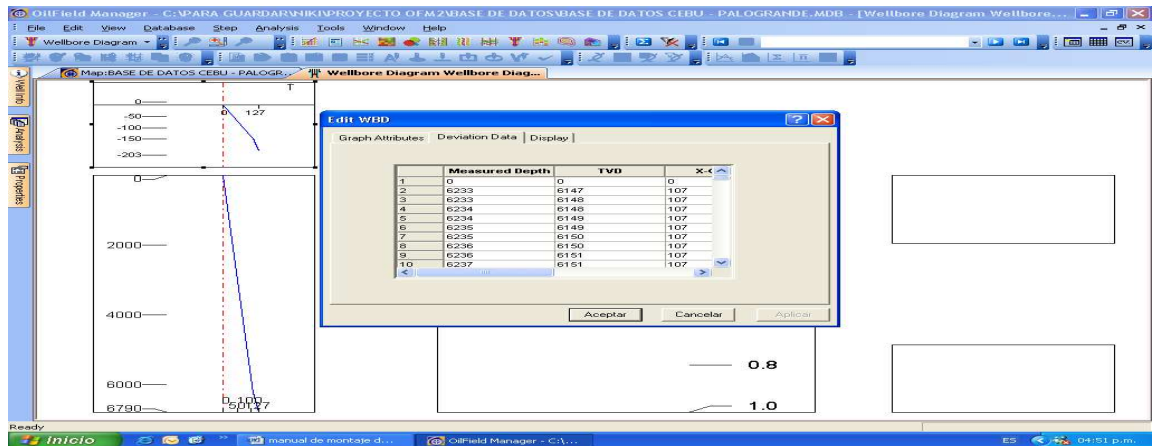 OilField Manager - C:\PARA GUARDAR\NIKI\PROYECTO OFM2\BASE DE DATOS\BASE DE DATOS CEBU - PALOGRANDE.MDB - [Wellbore Diagram Wellbore...
File Edit View Database Step Analysis Tools Window Help
Wellbore Diagram
Map:BASE DE DATOS CEBU - PALOGR... Wellbore Diagram Wellbore Diag...
Well info
Analysis
Properties
T
0
-50
-100
-150
-203
0 127
0
2000
4000
6000
6790
Edit WBD
Graph Attributes Deviation Data Display
Measured Depth TVD X-
1 0 0 0
2 6233 6147 107
3 6233 6148 107
4 6234 6148 107
5 6234 6149 107
6 6235 6149 107
7 6235 6150 107
8 6236 6150 107
9 6236 6151 107
10 6237 6151 107
Aceptar Cancelar Aplicar
0.8
1.0
Ready
Inicio manual de montaje d... OilField Manager - C:\... ES 04:51 p.m.